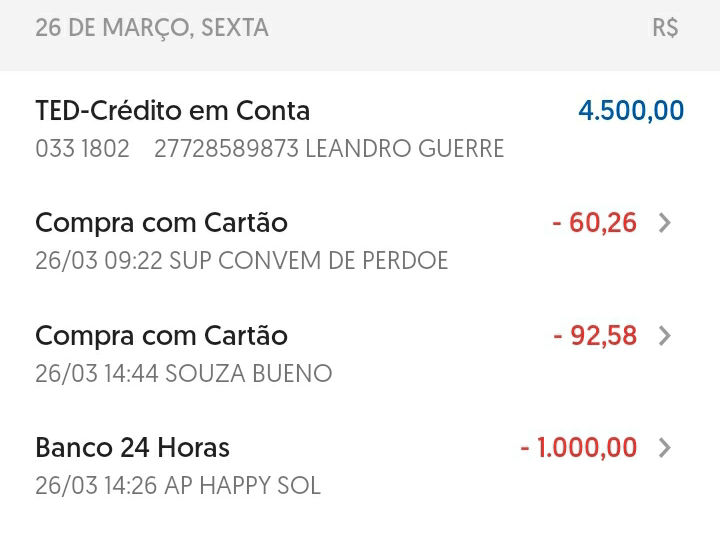 26 DE MARÇO, SEXTA R$
TED-Crédito em Conta 4.500,00
033 1802 27728589873 LEANDRO GUERRE
Compra com Cartão - 60,26
26/03 09:22 SUP CONVEM DE PERDOE
Compra com Cartão - 92,58
26/03 14:44 SOUZA BUENO
Banco 24 Horas - 1.000,00
26/03 14:26 AP HAPPY SOL